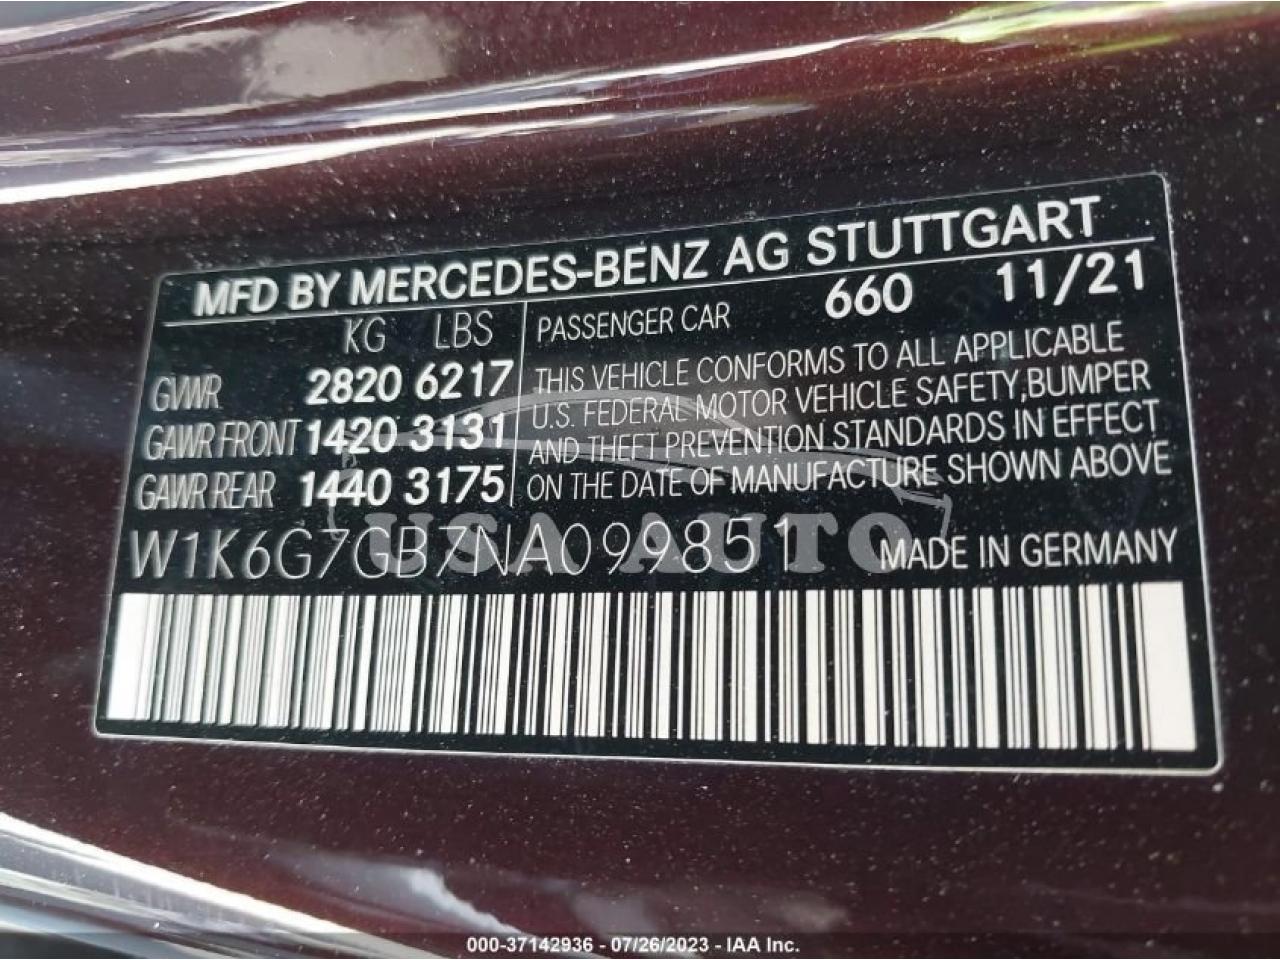 MFD BY MERCEDES-BENZ AG STUTTGART
KG LBS
GVWR 2820 6217
GAWR FRONT 1420 3131
GAWR REAR 1440 3175
PASSENGER CAR 660 11/21
THIS VEHICLE CONFORMS TO ALL APPLICABLE
U.S. FEDERAL MOTOR VEHICLE SAFETY,BUMPER
AND THEFT PREVENTION STANDARDS IN EFFECT
ON THE DATE OF MANUFACTURE SHOWN ABOVE
W1K6G7GB7NA099851 MADE IN GERMANY
USA AUTO
000-37142936 - 07/26/2023 - IAA Inc.